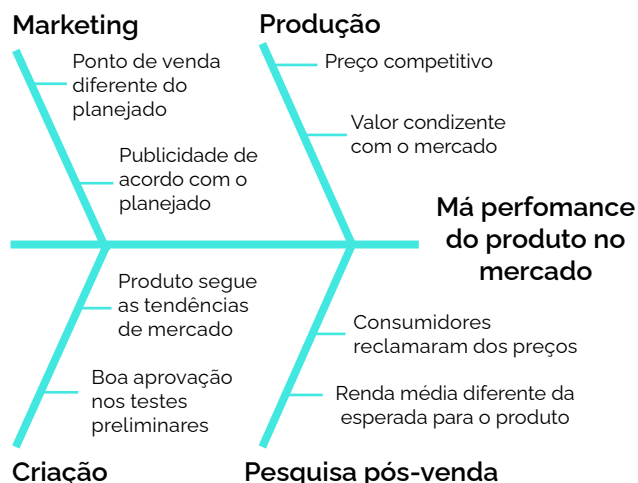 Marketing
Ponto de venda
diferente do
planejado
Publicidade de
acordo com o
planejado
Produção
Preço competitivo
Valor condizente
com o mercado
Má perfomance
do produto no
mercado
Produto segue
as tendências
de mercado
Boa aprovação
nos testes
preliminares
Criação
Consumidores
reclamaram dos preços
Renda média diferente da
esperada para o produto
Pesquisa pós-venda